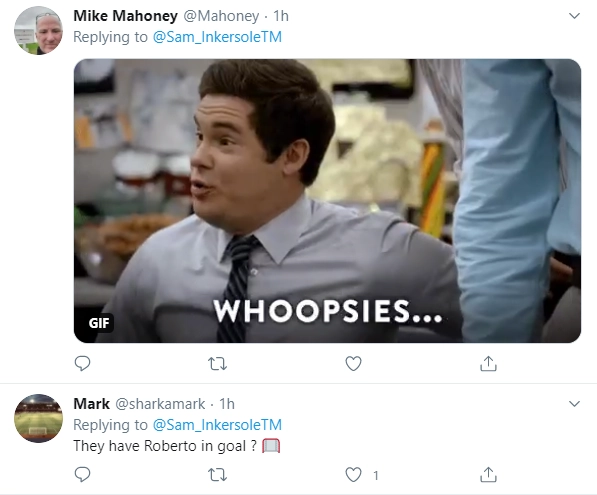 Mike Mahoney @Mahoney · 1h
Replying to @Sam_InkersoleTM
WHOOPSIES...
GIF
Mark @sharkamark · 1h
Replying to @Sam_InkersoleTM
They have Roberto in goal ? 🥅
1